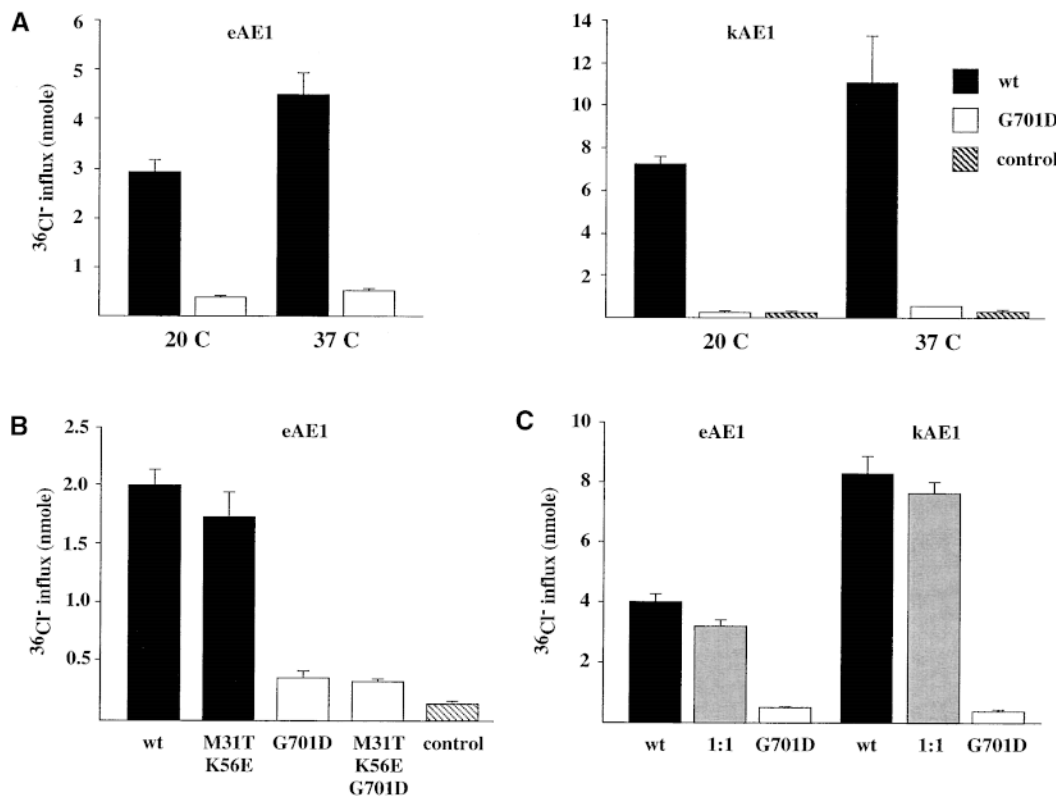 A
eAE1
³⁶Cl⁻ influx (nmole)
6
5
4
3
2
1
20 C
37 C
kAE1
14
12
10
8
6
4
2
20 C
37 C
wt
G701D
control
B
eAE1
³⁶Cl⁻ influx (nmole)
2.5
2.0
1.5
1.0
0.5
wt
M31T
K56E
G701D
M31T
K56E
G701D
control
C
eAE1
kAE1
³⁶Cl⁻ influx (nmole)
10
8
6
4
2
wt
1:1
G701D
wt
1:1
G701D